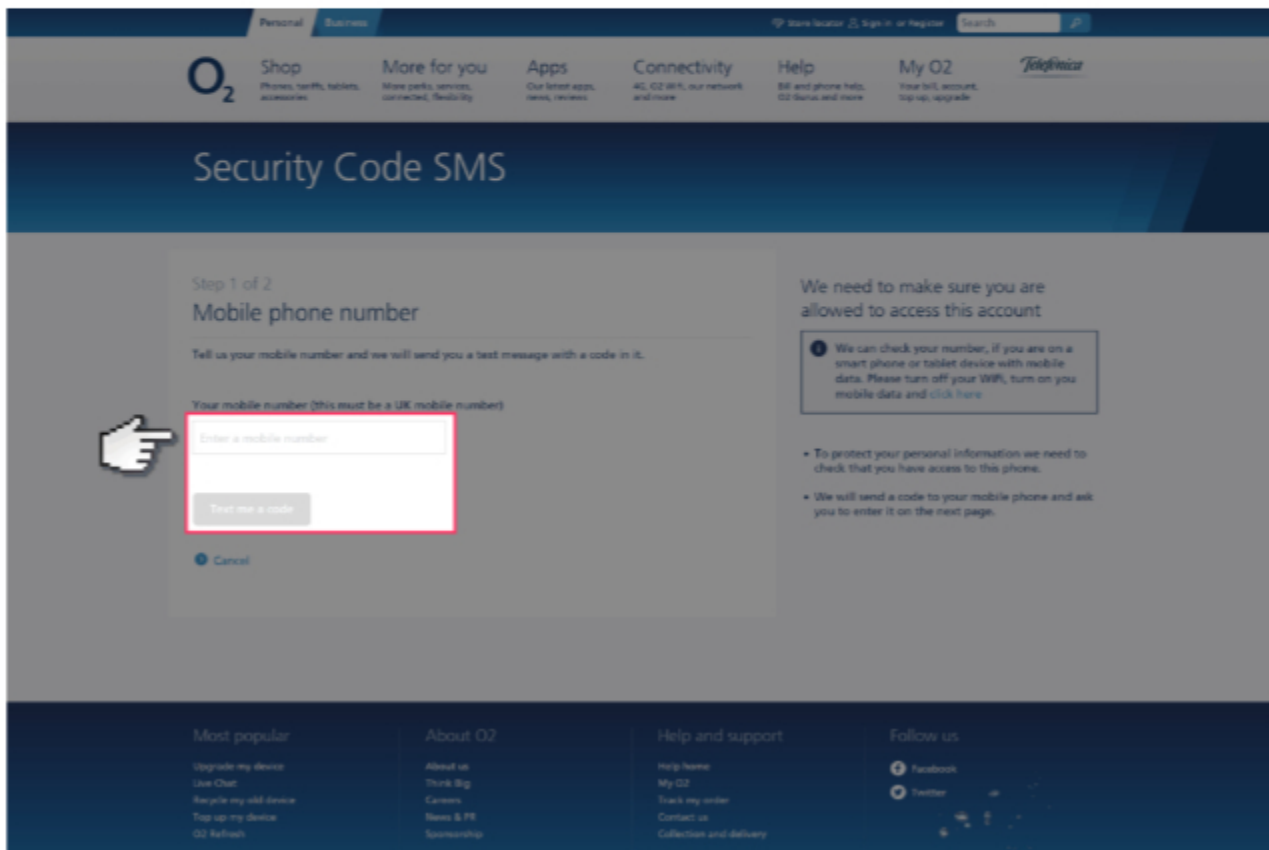 Personal Business
Store locator Sign in or Register Search
O2
Shop
Phones, tariffs, tablets,
accessories
More for you
More perks, services,
connected, flexibility
Apps
Our latest apps,
news, reviews
Connectivity
4G, O2 Wifi, our network
and more
Help
Bill and phone help,
O2 Gurus and more
My O2
Your bill, account,
top up, upgrade
Telefónica
Security Code SMS
Step 1 of 2
Mobile phone number
Tell us your mobile number and we will send you a text message with a code in it.
Your mobile number (this must be a UK mobile number)
Enter a mobile number
Text me a code
Cancel
We need to make sure you are
allowed to access this account
We can check your number, if you are on a
smart phone or tablet device with mobile
data. Please turn off your WiFi, turn on you
mobile data and click here
• To protect your personal information we need to
check that you have access to this phone.
• We will send a code to your mobile phone and ask
you to enter it on the next page.
Most popular
Upgrade my device
Live Chat
Recycle my old device
Top up my device
O2 Refresh
About O2
About us
Think Big
Careers
News & PR
Sponsorship
Help and support
Help home
My O2
Track my order
Contact us
Collection and delivery
Follow us
Facebook
Twitter